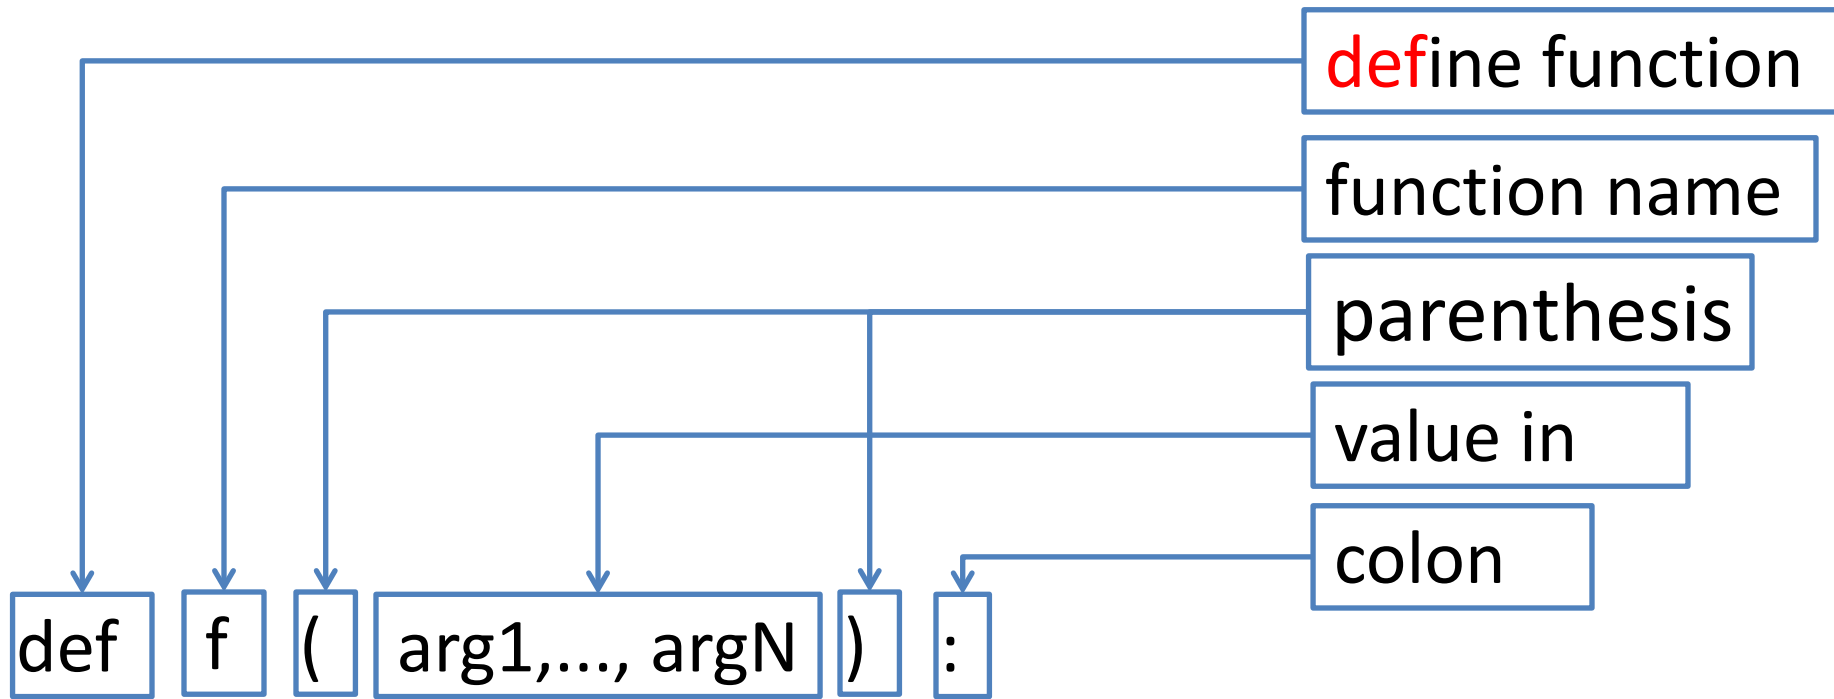 define function
function name
parenthesis
value in
colon
def f ( arg1,..., argN ) :